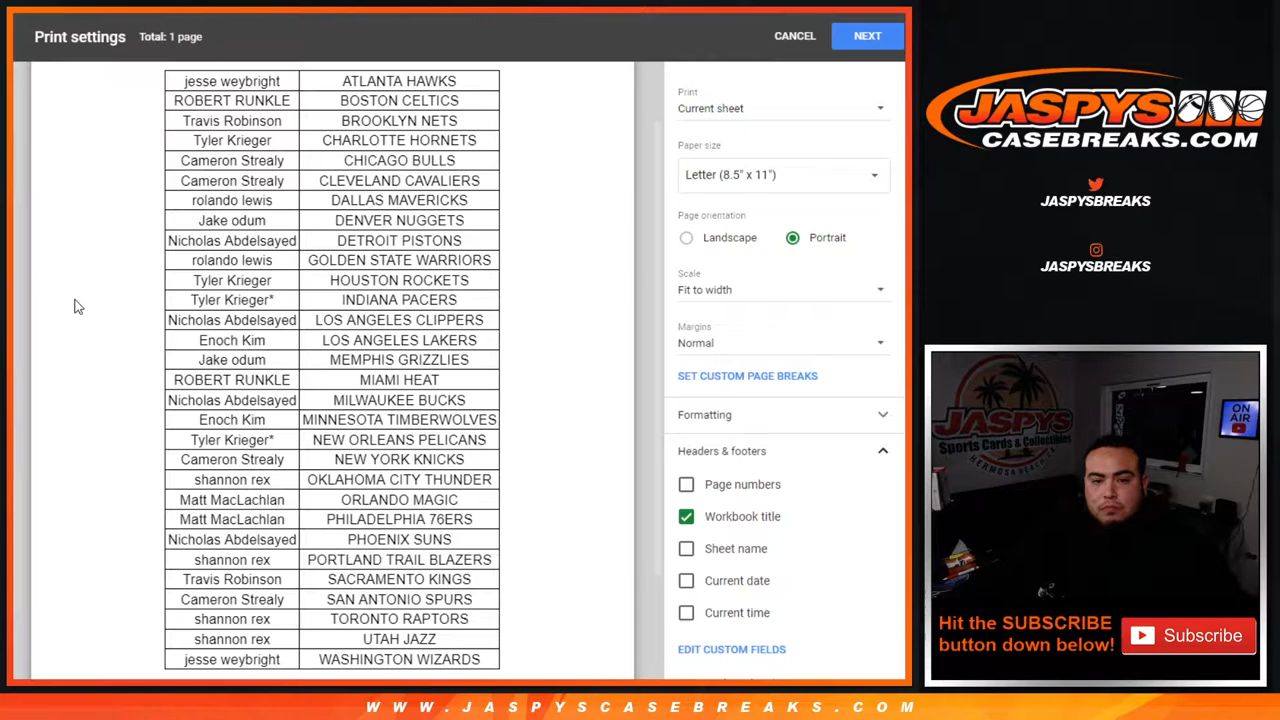 Print settings Total: 1 page CANCEL NEXT
jesse weybright ATLANTA HAWKS
ROBERT RUNKLE BOSTON CELTICS
Travis Robinson BROOKLYN NETS
Tyler Krieger CHARLOTTE HORNETS
Cameron Strealy CHICAGO BULLS
Cameron Strealy CLEVELAND CAVALIERS
rolando lewis DALLAS MAVERICKS
Jake odum DENVER NUGGETS
Nicholas Abdelsayed DETROIT PISTONS
rolando lewis GOLDEN STATE WARRIORS
Tyler Krieger HOUSTON ROCKETS
Tyler Krieger* INDIANA PACERS
Nicholas Abdelsayed LOS ANGELES CLIPPERS
Enoch Kim LOS ANGELES LAKERS
Jake odum MEMPHIS GRIZZLIES
ROBERT RUNKLE MIAMI HEAT
Nicholas Abdelsayed MILWAUKEE BUCKS
Enoch Kim MINNESOTA TIMBERWOLVES
Tyler Krieger* NEW ORLEANS PELICANS
Cameron Strealy NEW YORK KNICKS
shannon rex OKLAHOMA CITY THUNDER
Matt MacLachlan ORLANDO MAGIC
Matt MacLachlan PHILADELPHIA 76ERS
Nicholas Abdelsayed PHOENIX SUNS
shannon rex PORTLAND TRAIL BLAZERS
Travis Robinson SACRAMENTO KINGS
Cameron Strealy SAN ANTONIO SPURS
shannon rex TORONTO RAPTORS
shannon rex UTAH JAZZ
jesse weybright WASHINGTON WIZARDS
Print
Current sheet
Paper size
Letter (8.5" x 11")
Page orientation
Landscape Portrait
Scale
Fit to width
Margins
Normal
SET CUSTOM PAGE BREAKS
Formatting
Headers & footers
Page numbers
Workbook title
Sheet name
Current date
Current time
EDIT CUSTOM FIELDS
JASPYS
CASEBREAKS.COM
JASPYSBREAKS
JASPYSBREAKS
JASPYS
Sports Cards & Collectibles
HERMOSA BEACH, CA
ON
AIR
Hit the SUBSCRIBE
button down below!
Subscribe
WWW.JASPYSCASEBREAKS.COM